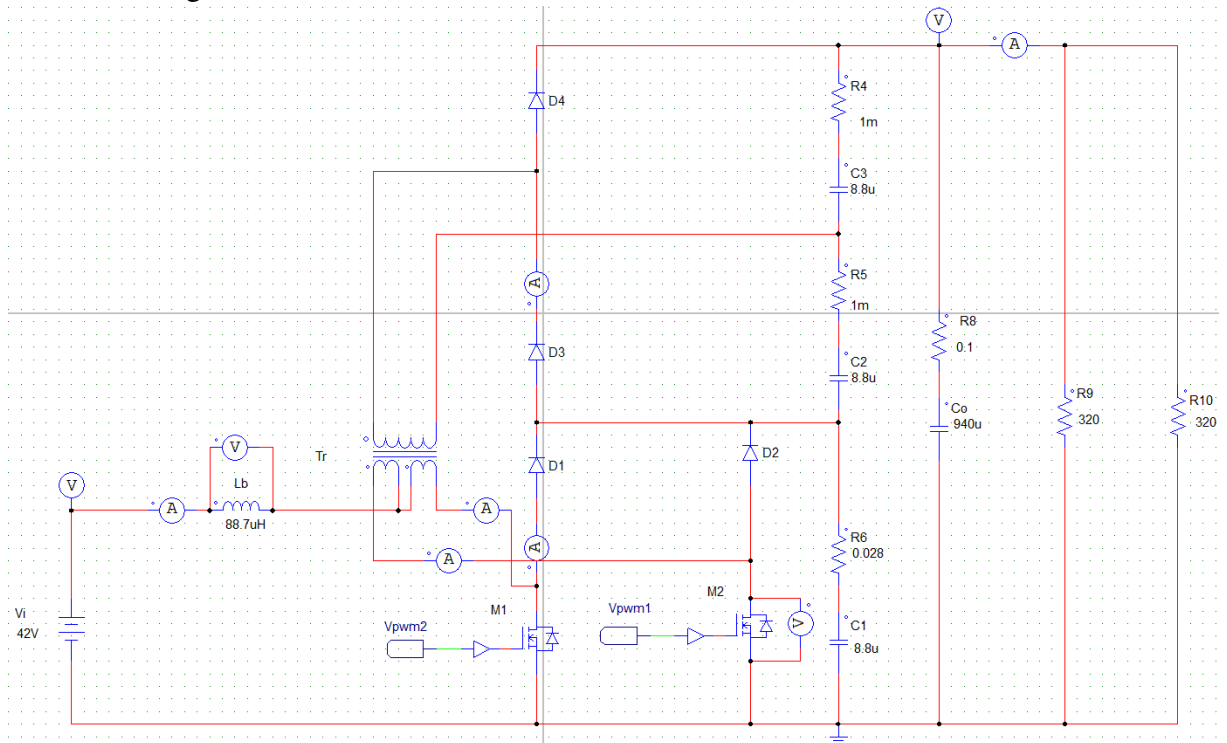 V
A
R4
1m
D4
C3
8.8u
R5
1m
A
R8
0.1
D3
C2
8.8u
Co
940u
R9
320
R10
320
V
Tr
D1
D2
V
Lb
A
88.7uH
A
R6
0.028
A
A
Vi
42V
Vpwm2
M1
Vpwm1
M2
V
C1
8.8u